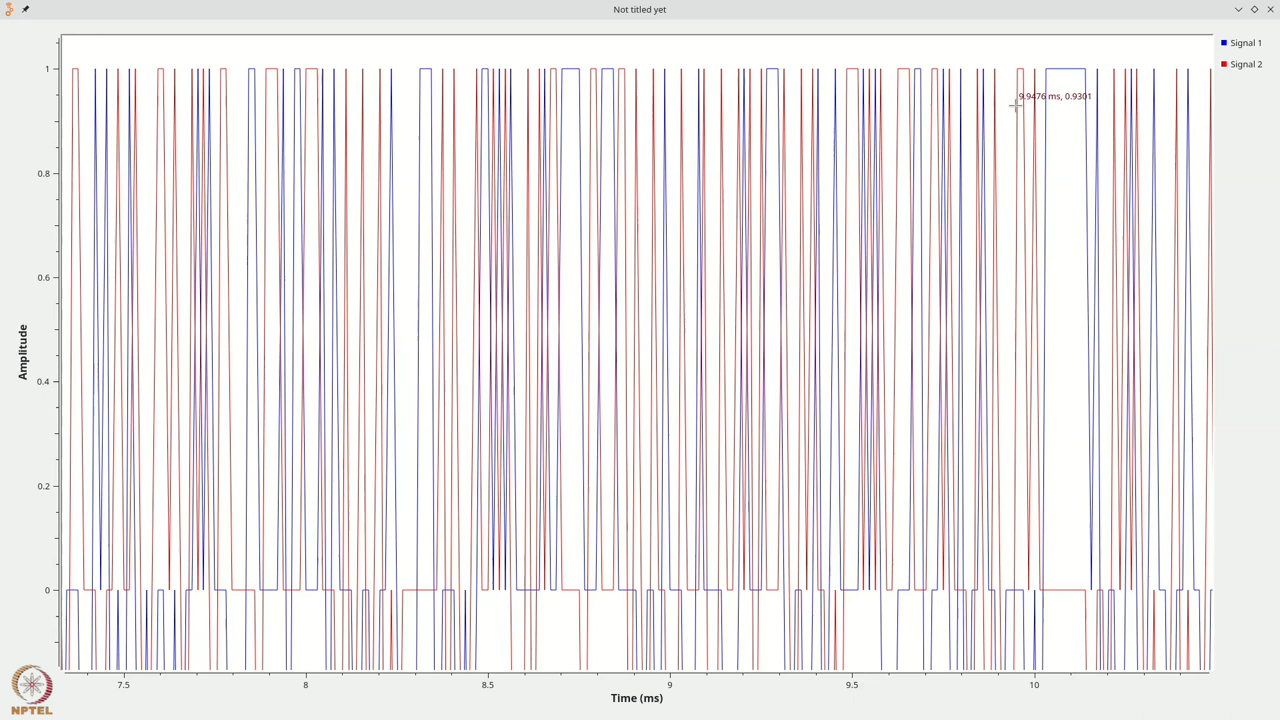 Not titled yet
Signal 1
Signal 2
1
0.8
0.6
0.4
0.2
0
Amplitude
9.9476 ms, 0.9301
7.5
8
8.5
9
9.5
10
Time (ms)
NPTEL